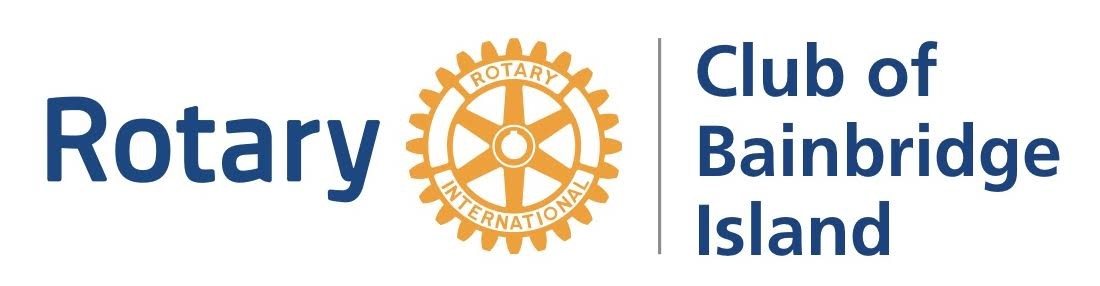 Rotary
ROTARY
INTERNATIONAL
Club of
Bainbridge
Island